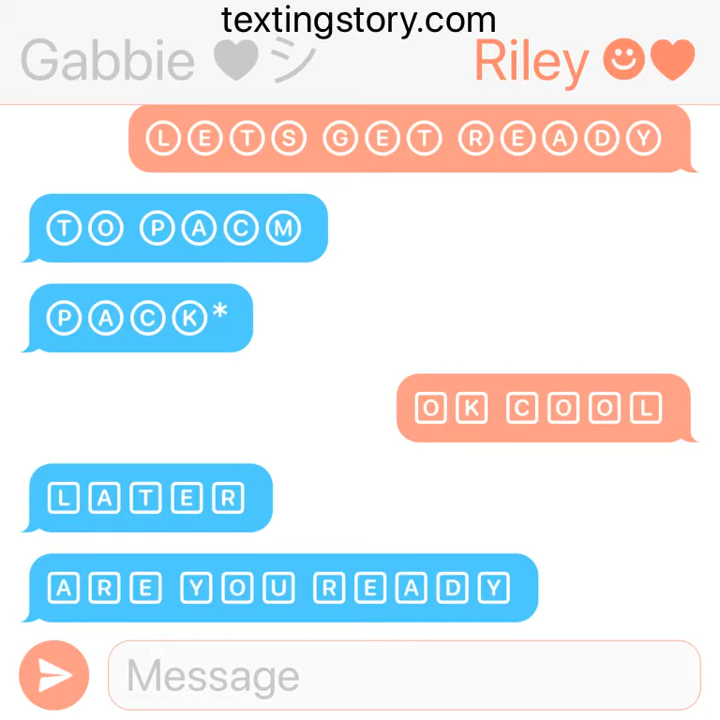 textingstory.com
Gabbie ♥シ Riley ☻♥
ⓁⒺⓉⓈ ⒼⒺⓉ ⓇⒺⒶⒹⓎ
ⓉⓄ ⓅⒶⒸⓂ
ⓅⒶⒸⓀ*
🄾🄺 🄲🄾🄾🄻
🄻🄰🅃🄴🅁
🄰🅁🄴 🅈🄾🅄 🅁🄴🄰🄳🅈
Message